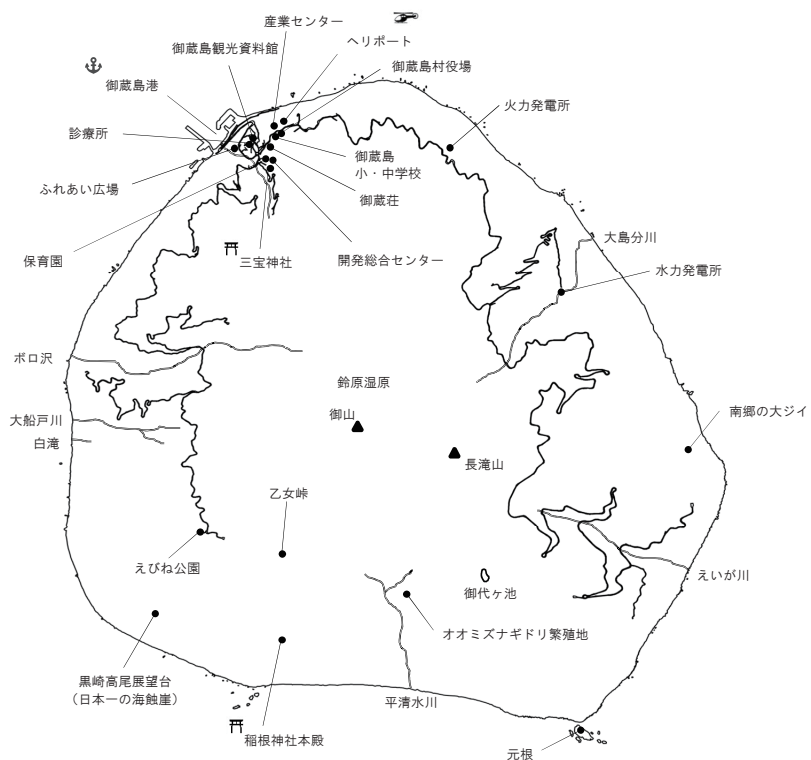 産業センター
御蔵島観光資料館
ヘリポート
御蔵島村役場
御蔵島港
火力発電所
診療所
御蔵島
小・中学校
ふれあい広場
御蔵荘
保育園
三宝神社
開発総合センター
大島分川
水力発電所
ボロ沢
鈴原湿原
御山
南郷の大ジイ
大船戸川
白滝
長滝山
乙女峠
えびね公園
えいが川
御代ヶ池
オオミズナギドリ繁殖地
黒崎高尾展望台
（日本一の海蝕崖）
平清水川
稲根神社本殿
元根